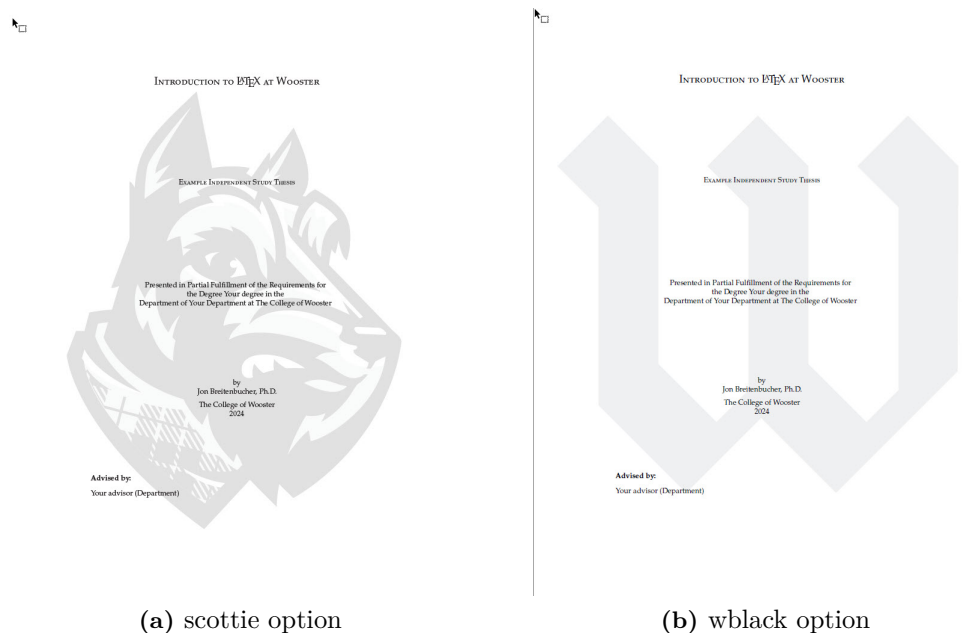 INTRODUCTION TO LATEX AT WOOSTER
EXAMPLE INDEPENDENT STUDY THESIS
Presented in Partial Fulfillment of the Requirements for
the Degree Your degree in the
Department of Your Department at The College of Wooster
by
Jon Breitenbucher, Ph.D.
The College of Wooster
2024
Advised by:
Your advisor (Department)
(a) scottie option
INTRODUCTION TO LATEX AT WOOSTER
EXAMPLE INDEPENDENT STUDY THESIS
Presented in Partial Fulfillment of the Requirements for
the Degree Your degree in the
Department of Your Department at The College of Wooster
by
Jon Breitenbucher, Ph.D.
The College of Wooster
2024
Advised by:
Your advisor (Department)
W
(b) wblack option